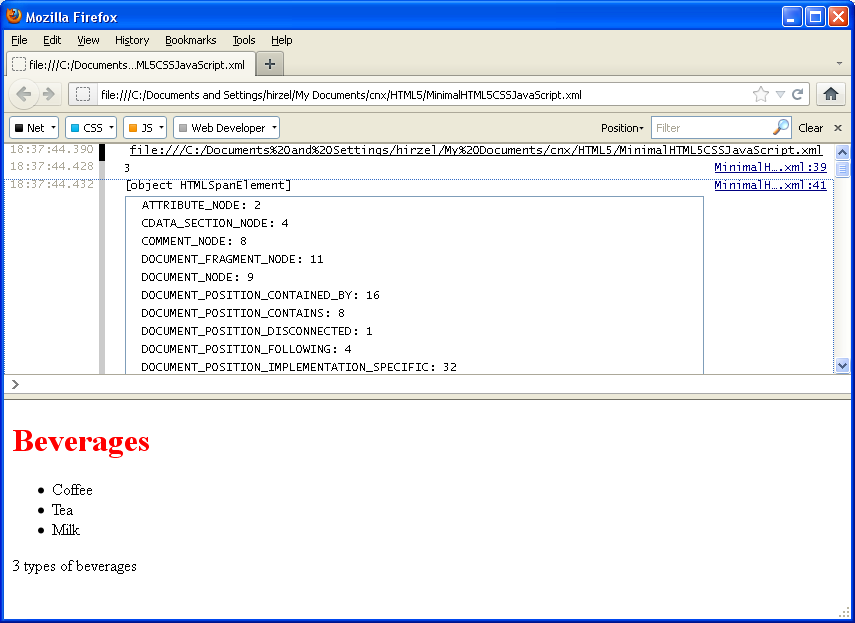 Mozilla Firefox
File Edit View History Bookmarks Tools Help
file:///C:/Documents...ML5CSSJavaScript.xml
file:///C:/Documents and Settings/hirzel/My Documents/cnx/HTML5/MinimalHTML5CSSJavaScript.xml
Net CSS JS Web Developer Position Filter Clear
18:37:44.390 file:///C:/Documents%20and%20Settings/hirzel/My%20Documents/cnx/HTML5/MinimalHTML5CSSJavaScript.xml
18:37:44.428 3 MinimalH….xml:39
18:37:44.432 [object HTMLSpanElement] MinimalH….xml:41
ATTRIBUTE_NODE: 2
CDATA_SECTION_NODE: 4
COMMENT_NODE: 8
DOCUMENT_FRAGMENT_NODE: 11
DOCUMENT_NODE: 9
DOCUMENT_POSITION_CONTAINED_BY: 16
DOCUMENT_POSITION_CONTAINS: 8
DOCUMENT_POSITION_DISCONNECTED: 1
DOCUMENT_POSITION_FOLLOWING: 4
DOCUMENT_POSITION_IMPLEMENTATION_SPECIFIC: 32
Beverages
Coffee
Tea
Milk
3 types of beverages